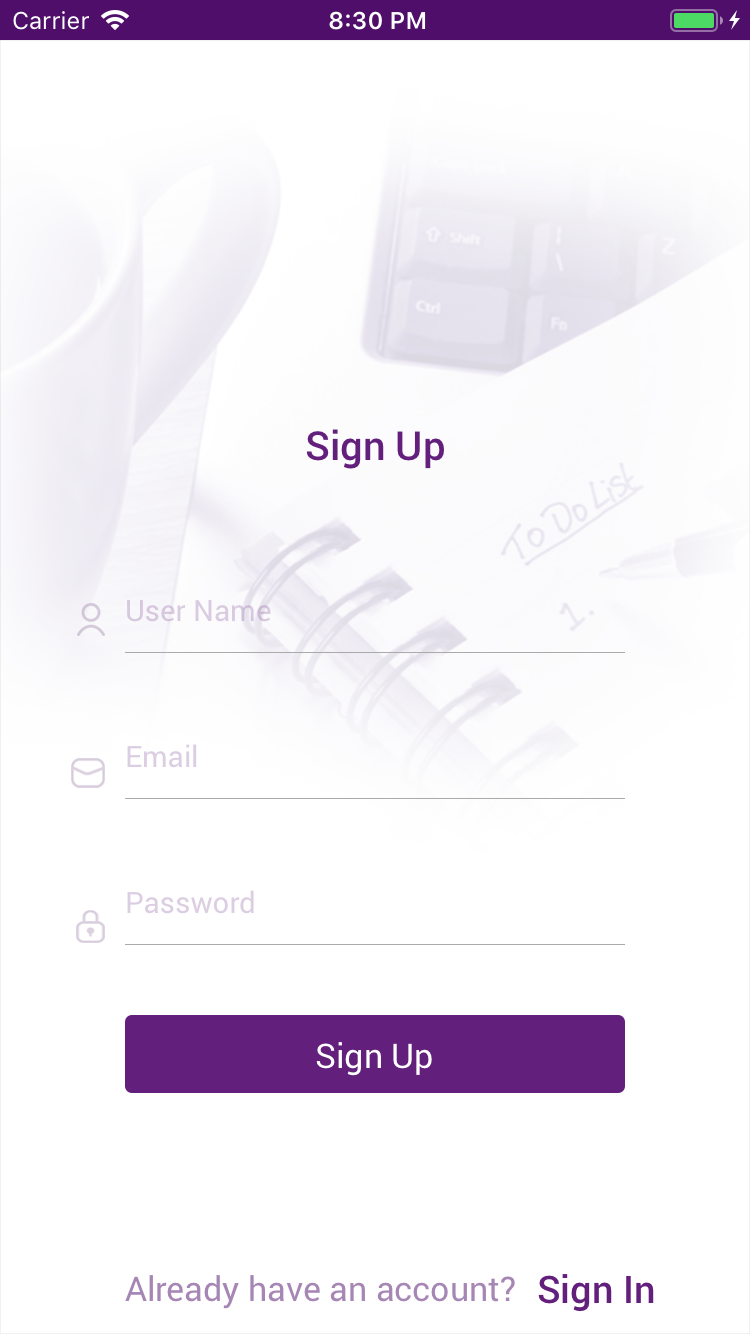 Carrier 8:30 PM
Shift
Z
Ctrl
Fn
Sign Up
To Do List
1.
User Name
Email
Password
Sign Up
Already have an account? Sign In